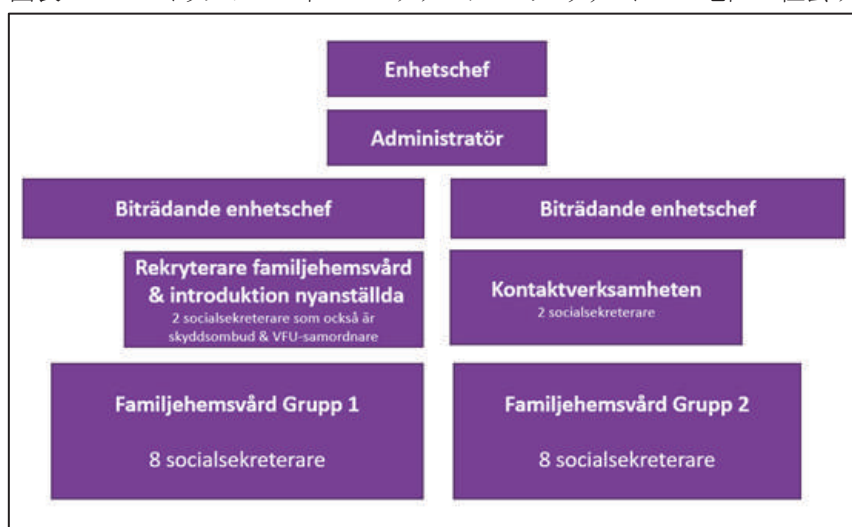 Enhetschef
Administratör
Biträdande enhetschef
Biträdande enhetschef
Rekryterare familjehemsvård
& introduktion nyanställda
2 socialsekreterare som också är
skyddsombud & VFU-samordnare
Kontaktverksamheten
2 socialsekreterare
Familjehemsvård Grupp 1
8 socialsekreterare
Familjehemsvård Grupp 2
8 socialsekreterare